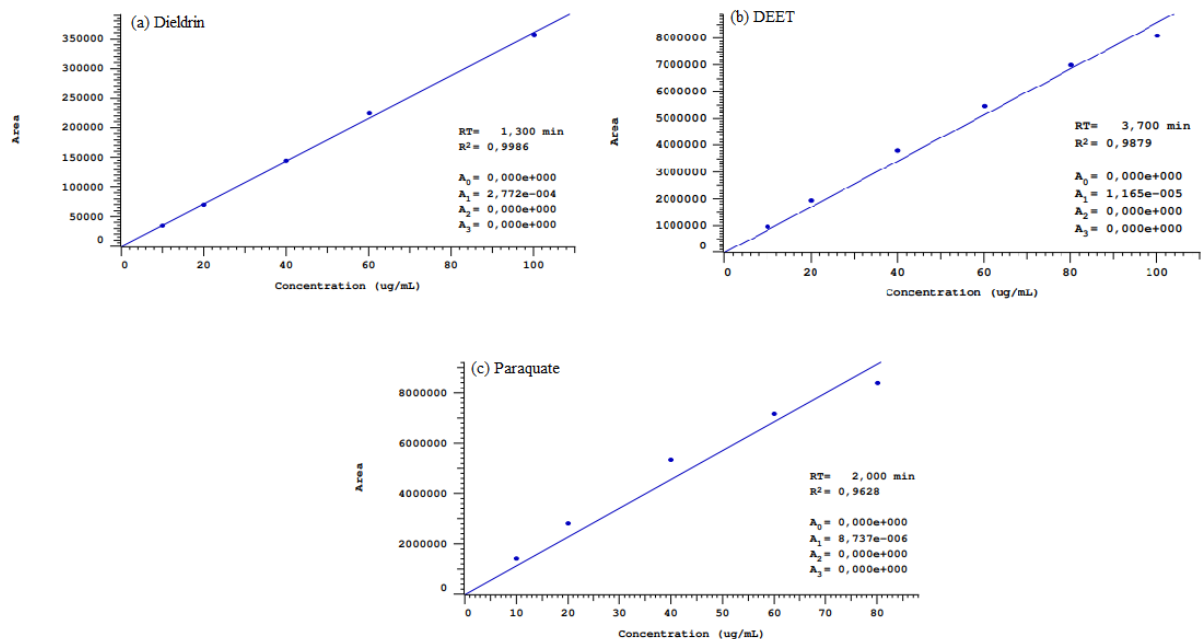 (a) Dieldrin
Area
350000
300000
250000
200000
150000
100000
50000
0
RT= 1,300 min
R²= 0,9986
A₀= 0,000e+000
A₁= 2,772e-004
A₂= 0,000e+000
A₃= 0,000e+000
0 20 40 60 80 100
Concentration (ug/mL)
(b) DEET
Area
8000000
7000000
6000000
5000000
4000000
3000000
2000000
1000000
0
RT= 3,700 min
R²= 0,9879
A₀= 0,000e+000
A₁= 1,165e-005
A₂= 0,000e+000
A₃= 0,000e+000
0 20 40 60 80 100
Concentration (ug/mL)
(c) Paraquate
Area
8000000
6000000
4000000
2000000
0
RT= 2,000 min
R²= 0,9628
A₀= 0,000e+000
A₁= 8,737e-006
A₂= 0,000e+000
A₃= 0,000e+000
0 10 20 30 40 50 60 70 80
Concentration (ug/mL)